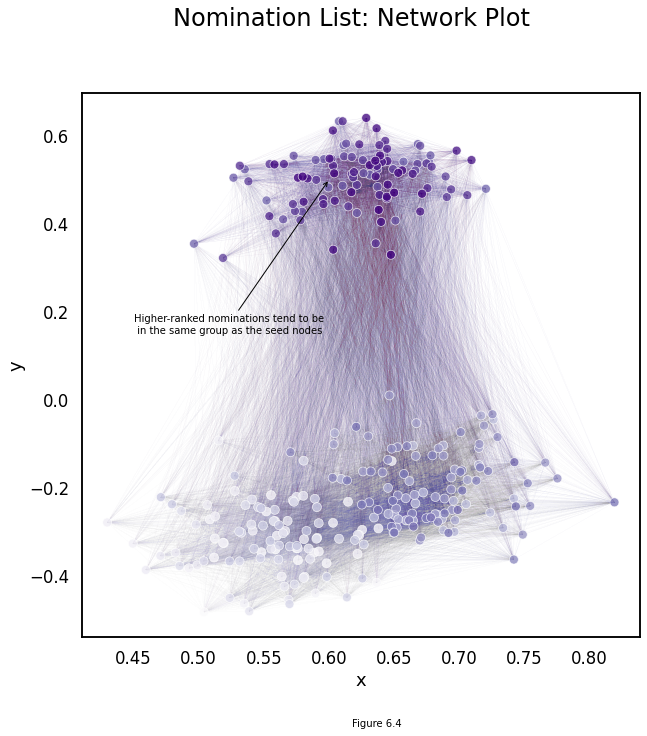 Nomination List: Network Plot
0.6
0.4
0.2
0.0
−0.2
−0.4
y
Higher-ranked nominations tend to be
in the same group as the seed nodes
0.45 0.50 0.55 0.60 0.65 0.70 0.75 0.80
x
Figure 6.4